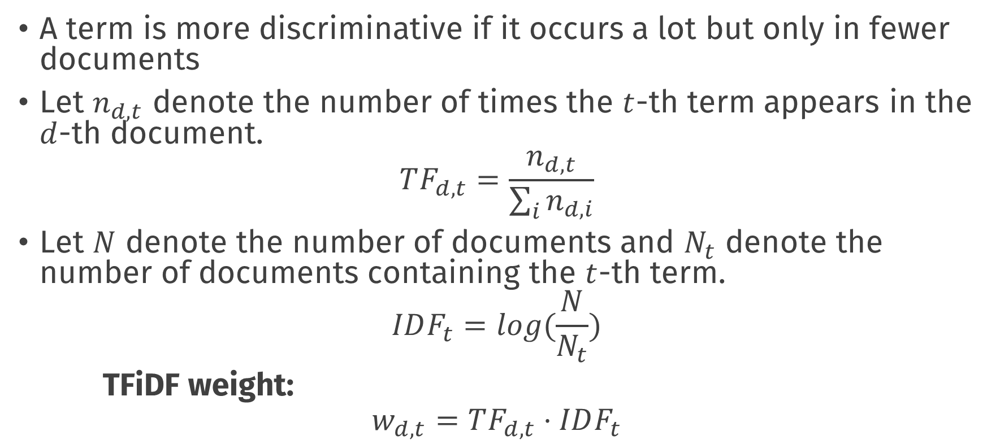 • A term is more discriminative if it occurs a lot but only in fewer
documents
• Let n_{d,t} denote the number of times the t-th term appears in the
d-th document.
TF_{d,t} = \frac{n_{d,t}}{\sum_i n_{d,i}}
• Let N denote the number of documents and N_t denote the
number of documents containing the t-th term.
IDF_t = log(\frac{N}{N_t})
TFiDF weight:
w_{d,t} = TF_{d,t} · IDF_t